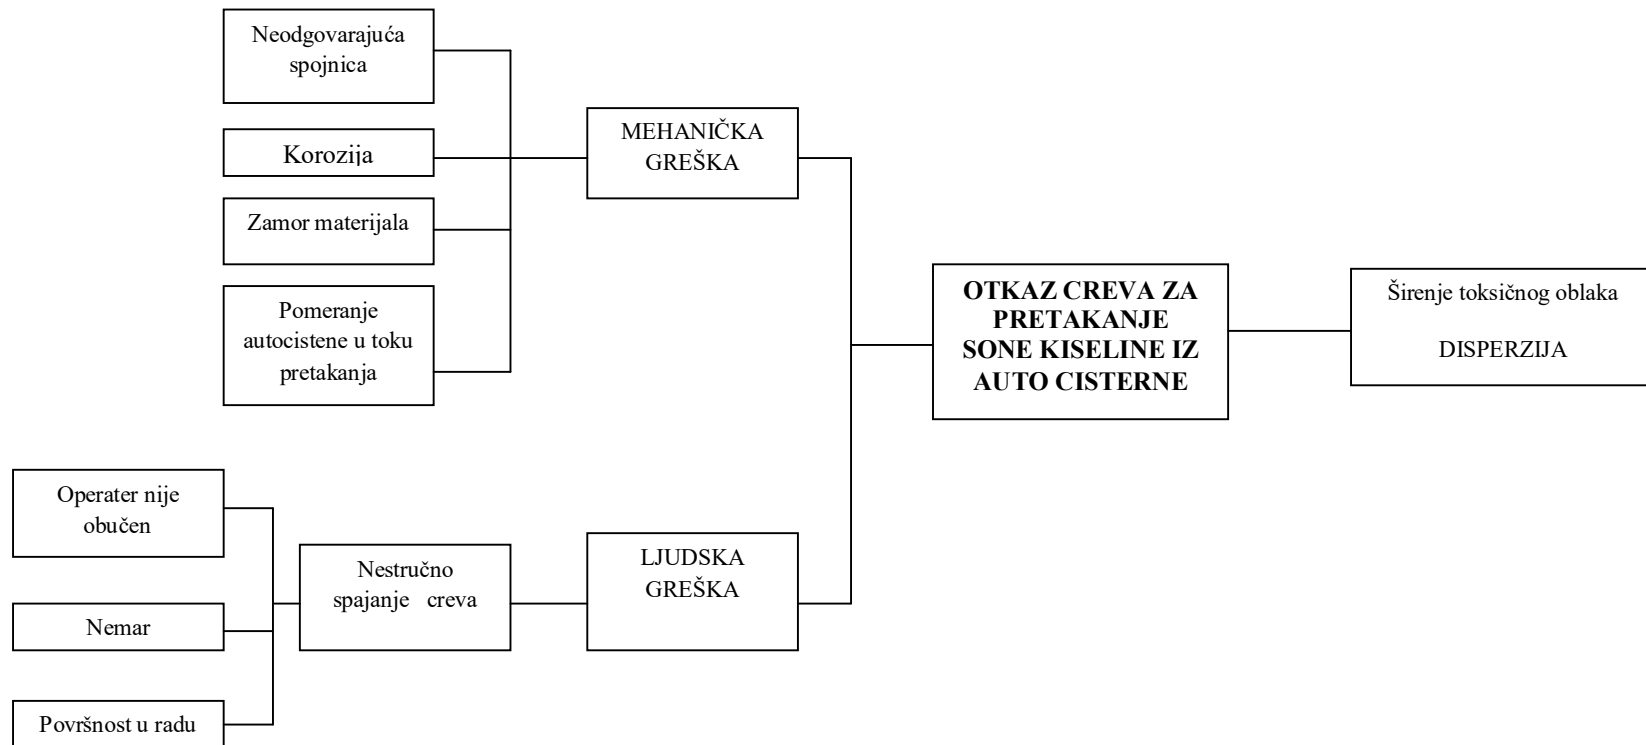 Neodgovarajuća
spojnica
Korozija
Zamor materijala
Pomeranje
autocistene u toku
pretakanja
MEHANIČKA
GREŠKA
OTKAZ CREVA ZA
PRETAKANJE
SONE KISELINE IZ
AUTO CISTERNE
Širenje toksičnog oblaka
DISPERZIJA
Operater nije
obučen
Nemar
Površnost u radu
Nestručno
spajanje creva
LJUDSKA
GREŠKA